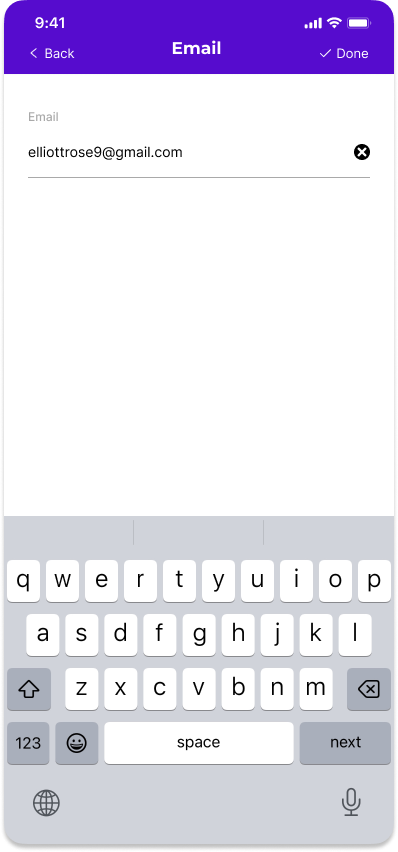 9:41
Back Email Done
Email
elliottrose9@gmail.com
q w e r t y u i o p
a s d f g h j k l
z x c v b n m
123 space next